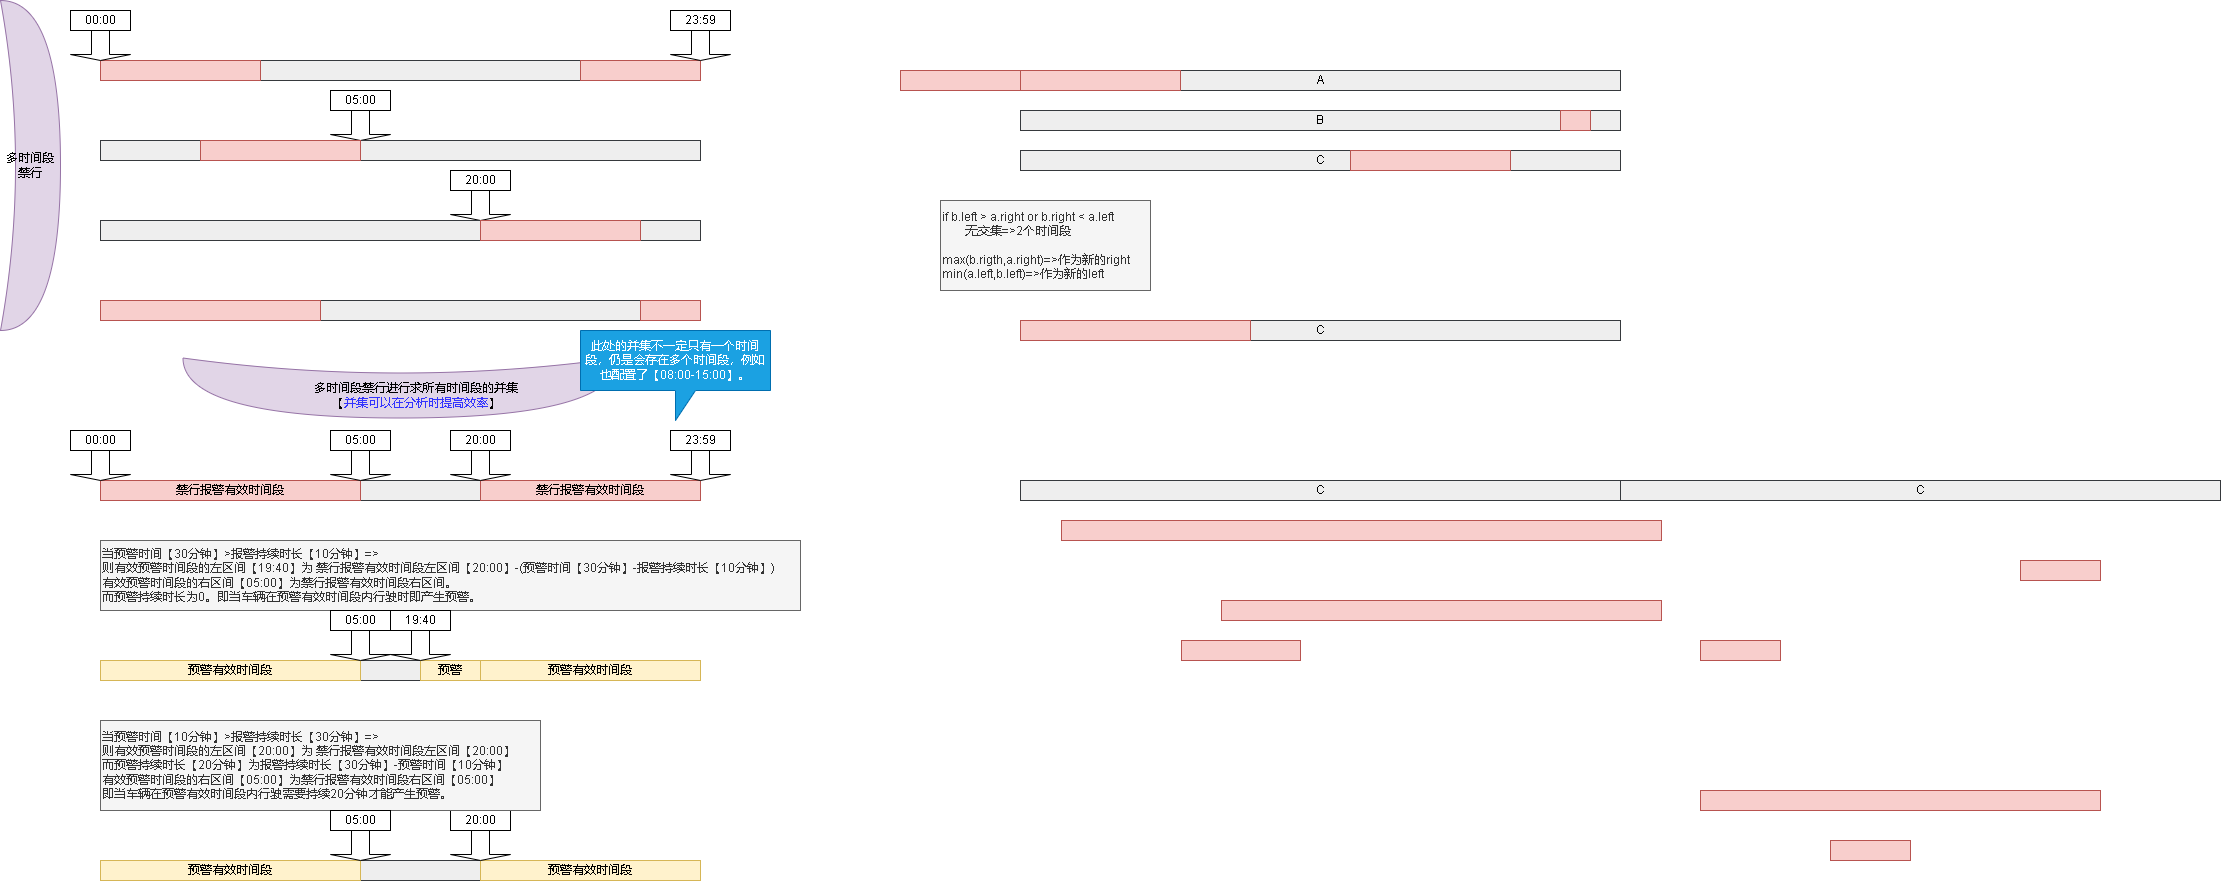 00:00
23:59
05:00
20:00
多时间段
禁行
此处的并集不一定只有一个时间
段，仍是会存在多个时间段，例如
也配置了【08:00-15:00】。
多时间段禁行进行求所有时间段的并集
【并集可以在分析时提高效率】
00:00
05:00
20:00
23:59
禁行报警有效时间段
禁行报警有效时间段
当预警时间【30分钟】>报警持续时长【10分钟】=>
则有效预警时间段的左区间【19:40】为 禁行报警有效时间段左区间【20:00】-(预警时间【30分钟】-报警持续时长【10分钟】)
有效预警时间段的右区间【05:00】为禁行报警有效时间段右区间。
而预警持续时长为0。即当车辆在预警有效时间段内行驶时即产生预警。
05:00
19:40
预警有效时间段
预警
预警有效时间段
当预警时间【10分钟】>报警持续时长【30分钟】=>
则有效预警时间段的左区间【20:00】为 禁行报警有效时间段左区间【20:00】
而预警持续时长【20分钟】为报警持续时长【30分钟】-预警时间【10分钟】
有效预警时间段的右区间【05:00】为禁行报警有效时间段右区间【05:00】
即当车辆在预警有效时间段内行驶需要持续20分钟才能产生预警。
05:00
20:00
预警有效时间段
预警有效时间段
A
B
C
if b.left > a.right or b.right < a.left
无交集=>2个时间段
max(b.rigth,a.right)=>作为新的right
min(a.left,b.left)=>作为新的left
C
C
C